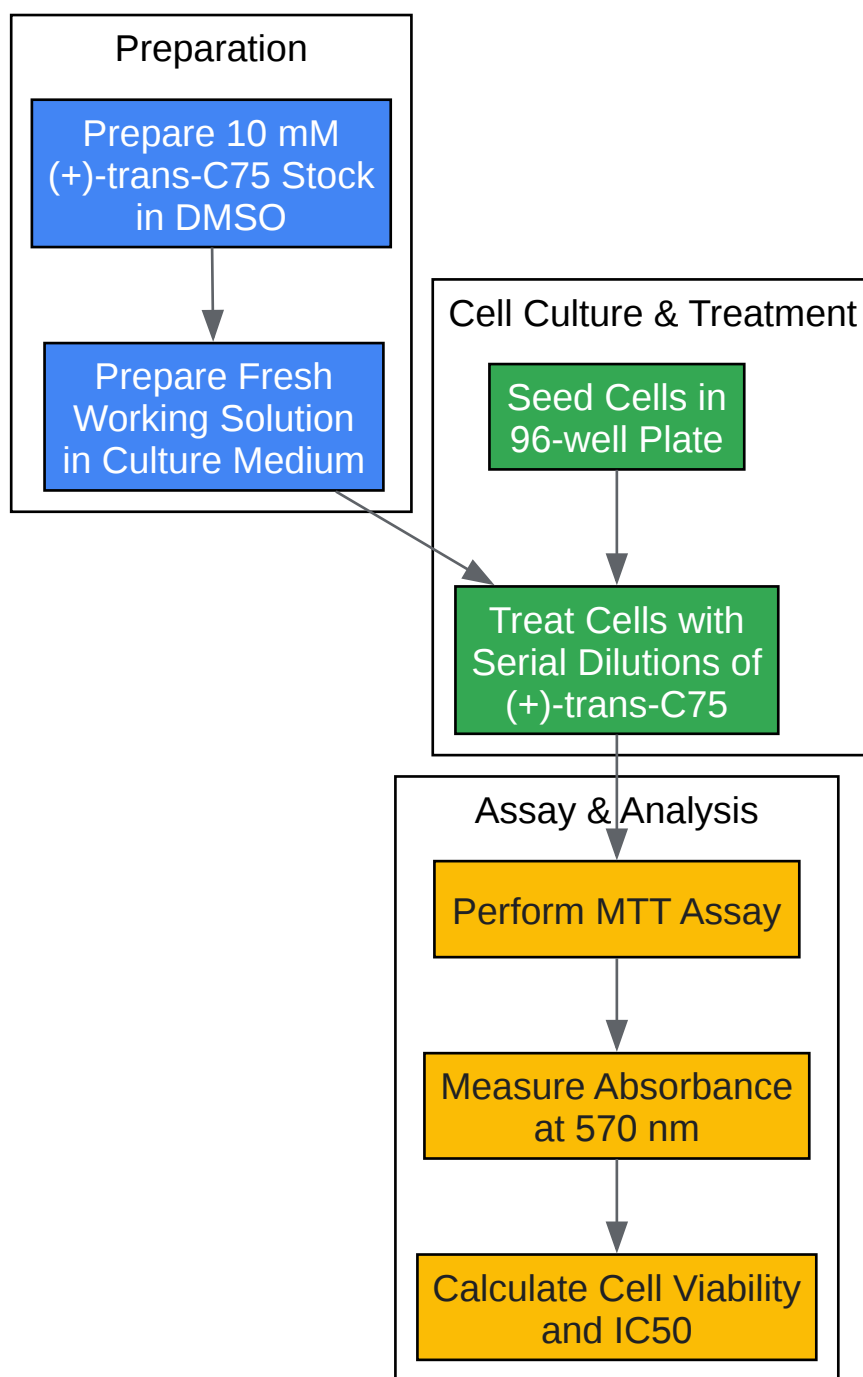 Preparation
Prepare 10 mM
(+)-trans-C75 Stock
in DMSO
Prepare Fresh
Working Solution
in Culture Medium
Cell Culture & Treatment
Seed Cells in
96-well Plate
Treat Cells with
Serial Dilutions of
(+)-trans-C75
Assay & Analysis
Perform MTT Assay
Measure Absorbance
at 570 nm
Calculate Cell Viability
and IC50